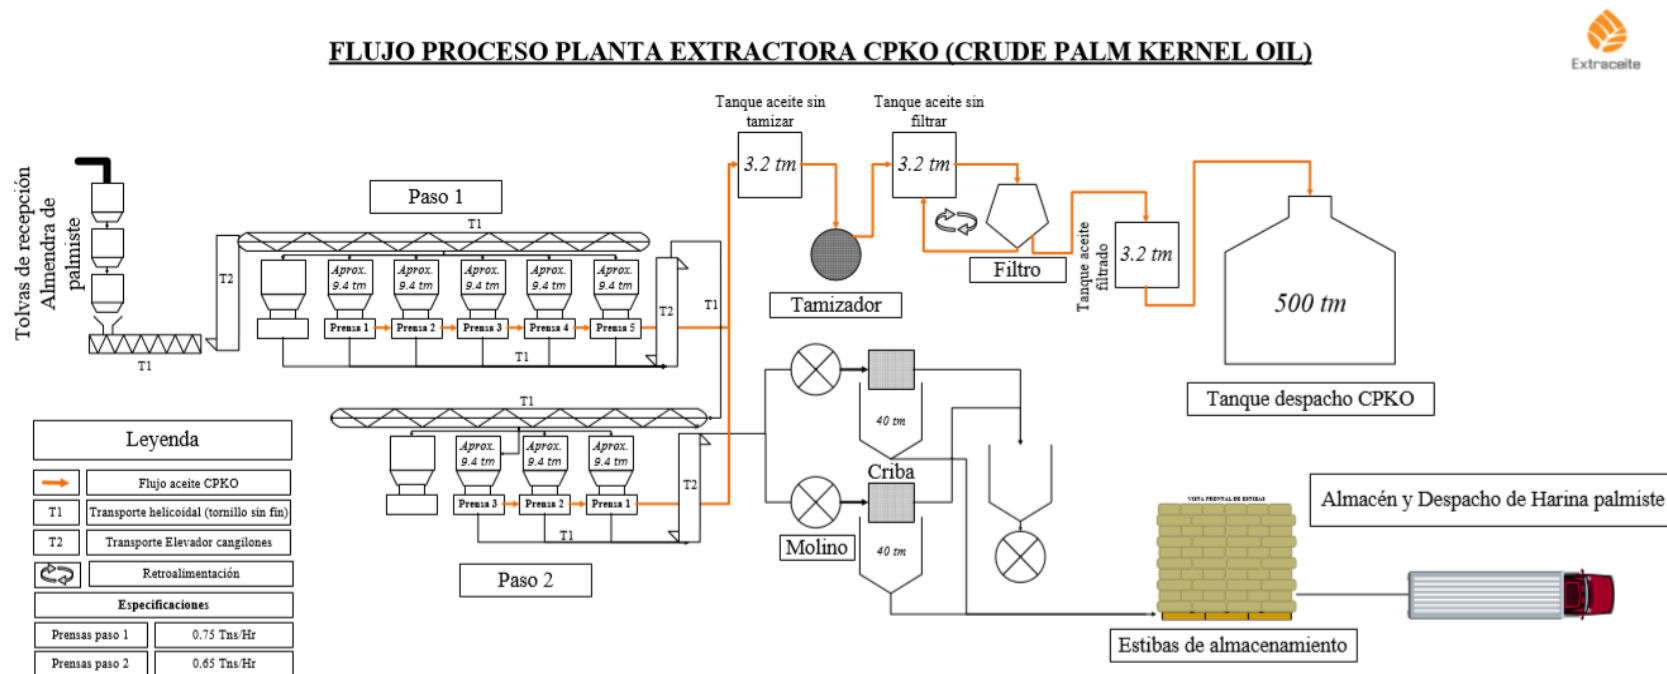 FLUJO PROCESO PLANTA EXTRACTORA CPKO (CRUDE PALM KERNEL OIL)
Extraceite
Tolvas de recepción
Almendra de
palmiste
T1
T2
Paso 1
T1
Aprox.
9.4 tm
Aprox.
9.4 tm
Aprox.
9.4 tm
Aprox.
9.4 tm
Aprox.
9.4 tm
Prensa 1
Prensa 2
Prensa 3
Prensa 4
Prensa 5
T1
T2
T1
Tanque aceite sin
tamizar
3.2 tm
Tamizador
Tanque aceite sin
filtrar
3.2 tm
Filtro
Tanque aceite
filtrado
3.2 tm
500 tm
Tanque despacho CPKO
T1
Aprox.
9.4 tm
Aprox.
9.4 tm
Aprox.
9.4 tm
Prensa 3
Prensa 2
Prensa 1
T1
T2
Paso 2
40 tm
Criba
Molino
40 tm
VISTA FRONTAL DE ESTIBAS
Estibas de almacenamiento
Almacén y Despacho de Harina palmiste
Leyenda
Flujo aceite CPKO
T1
Transporte helicoidal (tornillo sin fin)
T2
Transporte Elevador cangilones
Retroalimentación
Especificaciones
Prensas paso 1
0.75 Tns/Hr
Prensas paso 2
0.65 Tns/Hr